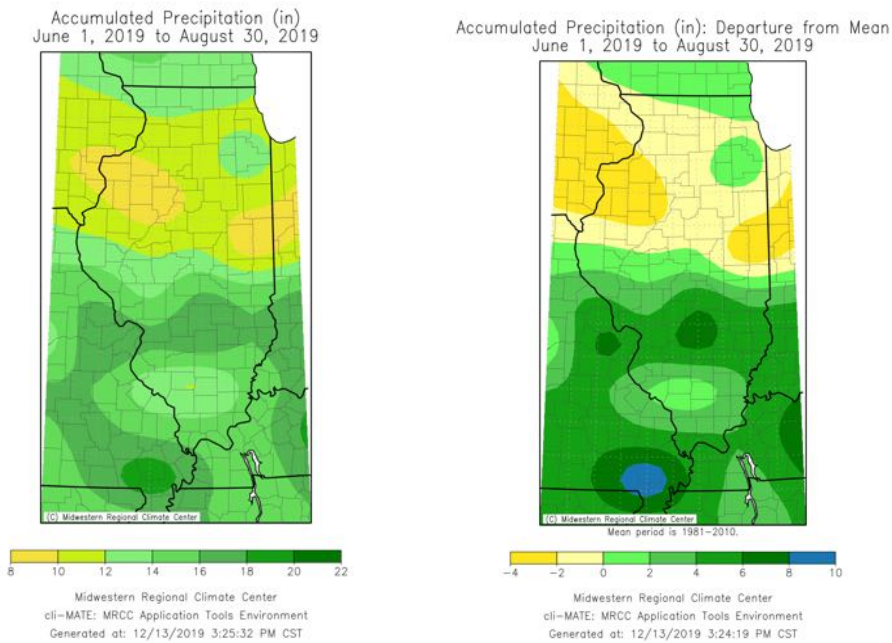 Accumulated Precipitation (in)
June 1, 2019 to August 30, 2019
(C) Midwestern Regional Climate Center
8 10 12 14 16 18 20 22
Midwestern Regional Climate Center
cli-MATE: MRCC Application Tools Environment
Generated at: 12/13/2019 3:25:32 PM CST
Accumulated Precipitation (in): Departure from Mean
June 1, 2019 to August 30, 2019
(C) Midwestern Regional Climate Center
Mean period is 1981-2010.
-4 -2 0 2 4 6 8 10
Midwestern Regional Climate Center
cli-MATE: MRCC Application Tools Environment
Generated at: 12/13/2019 3:24:19 PM CST